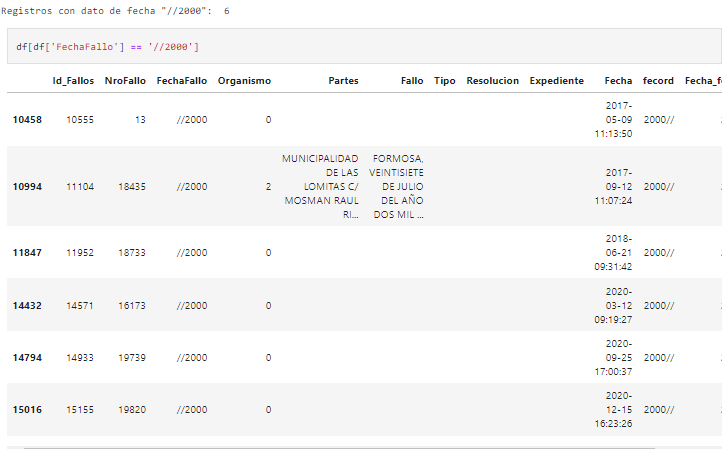 Registros con dato de fecha "//2000":  6
df[df['FechaFallo'] == '//2000']
Id_Fallos NroFallo FechaFallo Organismo Partes Fallo Tipo Resolucion Expediente Fecha fecord Fecha_f
10458 10555 13 //2000 0 2017-05-09 11:13:50 2000//
10994 11104 18435 //2000 2 MUNICIPALIDAD DE LAS LOMITAS C/ MOSMAN RAUL RI... FORMOSA, VEINTISIETE DE JULIO DEL AÑO DOS MIL ... 2017-09-12 11:07:24 2000//
11847 11952 18733 //2000 0 2018-06-21 09:31:42 2000//
14432 14571 16173 //2000 0 2020-03-12 09:19:27 2000//
14794 14933 19739 //2000 0 2020-09-25 17:00:37 2000//
15016 15155 19820 //2000 0 2020-12-15 16:23:26 2000//